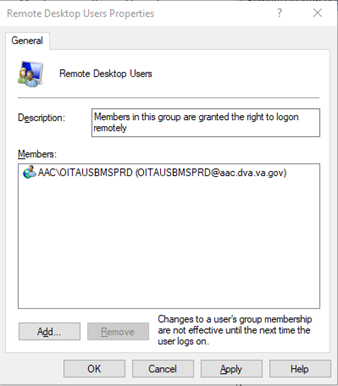 Remote Desktop Users Properties
?
General
Remote Desktop Users
Description:
Members in this group are granted the right to logon
remotely
Members:
AAC\OITAUSBMSPRD (OITAUSBMSPRD@aac.dva.va.gov)
Changes to a user's group membership
are not effective until the next time the
user logs on.
Add...
Remove
OK
Cancel
Apply
Help